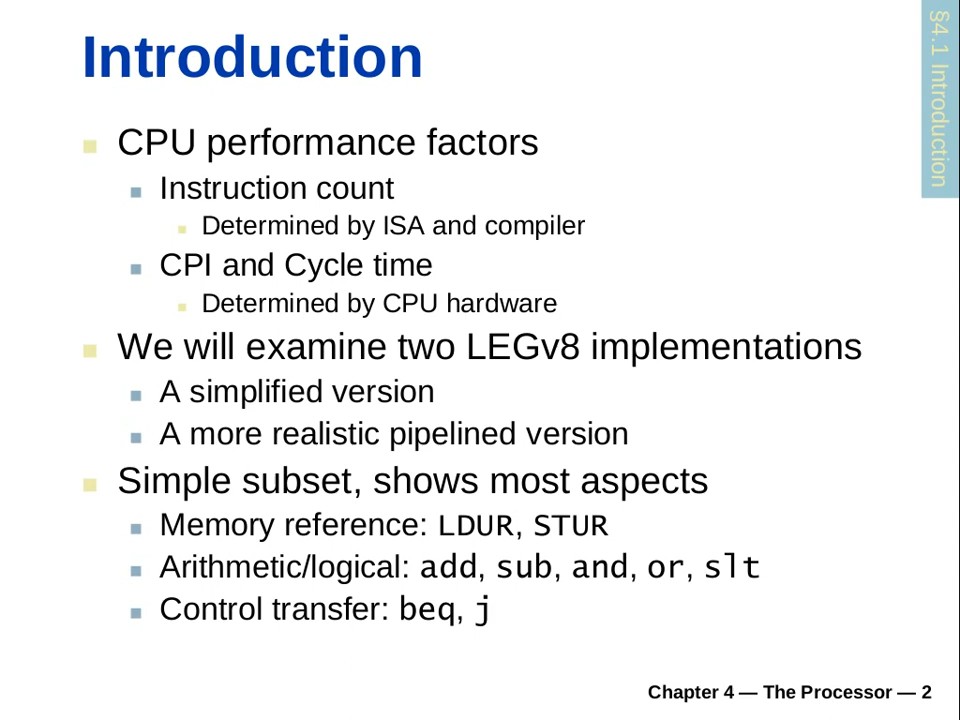 Introduction
§4.1 Introduction
CPU performance factors
Instruction count
Determined by ISA and compiler
CPI and Cycle time
Determined by CPU hardware
We will examine two LEGv8 implementations
A simplified version
A more realistic pipelined version
Simple subset, shows most aspects
Memory reference: LDUR, STUR
Arithmetic/logical: add, sub, and, or, slt
Control transfer: beq, j
Chapter 4 — The Processor — 2